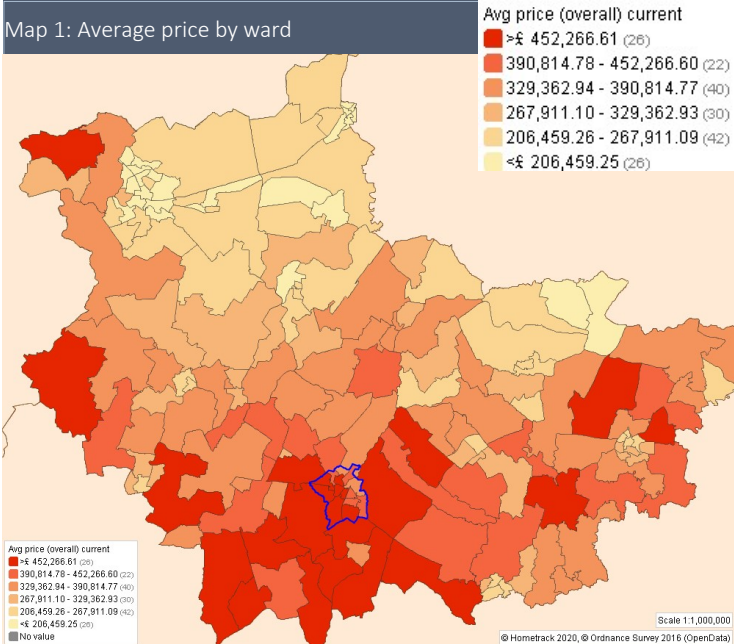 Map 1: Average price by ward
Avg price (overall) current
>£ 452,266.61 (26)
390,814.78 - 452,266.60 (22)
329,362.94 - 390,814.77 (40)
267,911.10 - 329,362.93 (30)
206,459.26 - 267,911.09 (42)
<£ 206,459.25 (26)
Avg price (overall) current
>£ 452,266.61 (26)
390,814.78 - 452,266.60 (22)
329,362.94 - 390,814.77 (40)
267,911.10 - 329,362.93 (30)
206,459.26 - 267,911.09 (42)
<£ 206,459.25 (26)
No value
Scale 1:1,000,000
© Hometrack 2020, © Ordnance Survey 2016 (OpenData)